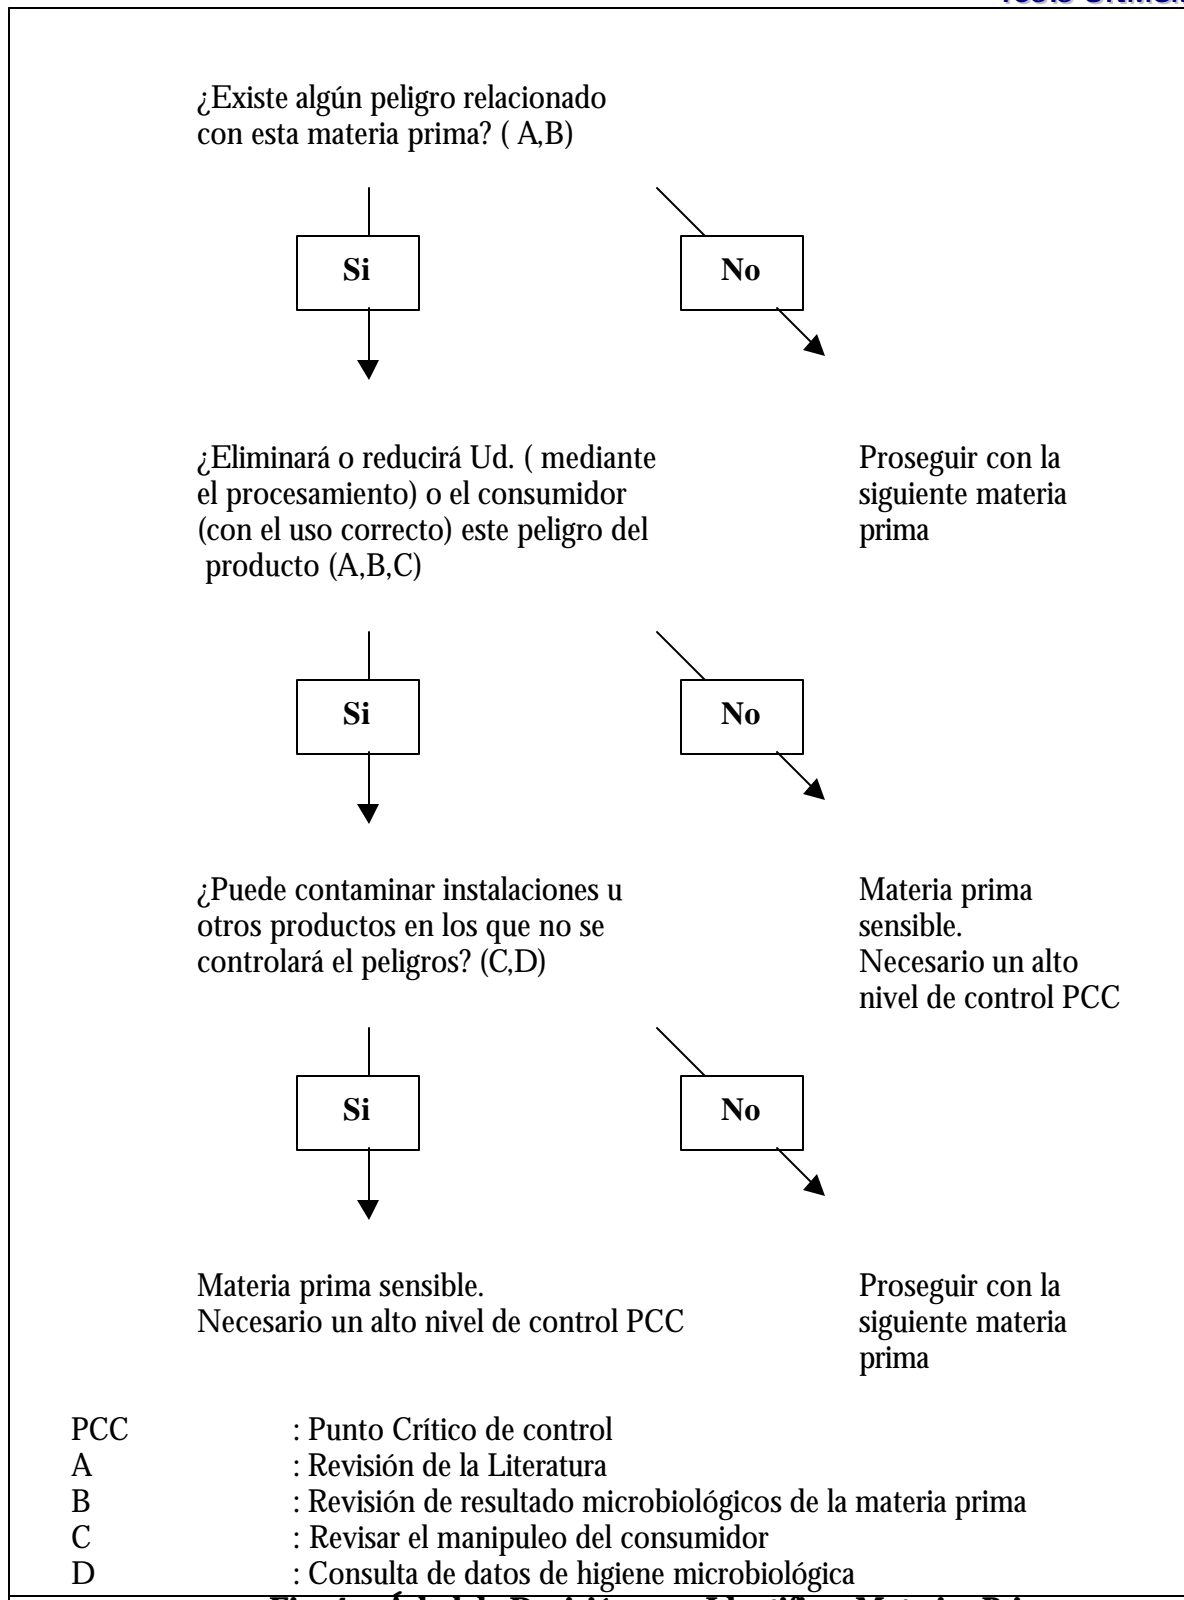 ¿Existe algún peligro relacionado
con esta materia prima? ( A,B)
Si
No
¿Eliminará o reducirá Ud. ( mediante
el procesamiento) o el consumidor
(con el uso correcto) este peligro del
producto (A,B,C)
Proseguir con la
siguiente materia
prima
Si
No
¿Puede contaminar instalaciones u
otros productos en los que no se
controlará el peligros? (C,D)
Materia prima
sensible.
Necesario un alto
nivel de control PCC
Si
No
Materia prima sensible.
Necesario un alto nivel de control PCC
Proseguir con la
siguiente materia
prima
PCC : Punto Crítico de control
A : Revisión de la Literatura
B : Revisión de resultado microbiológicos de la materia prima
C : Revisar el manipuleo del consumidor
D : Consulta de datos de higiene microbiológica